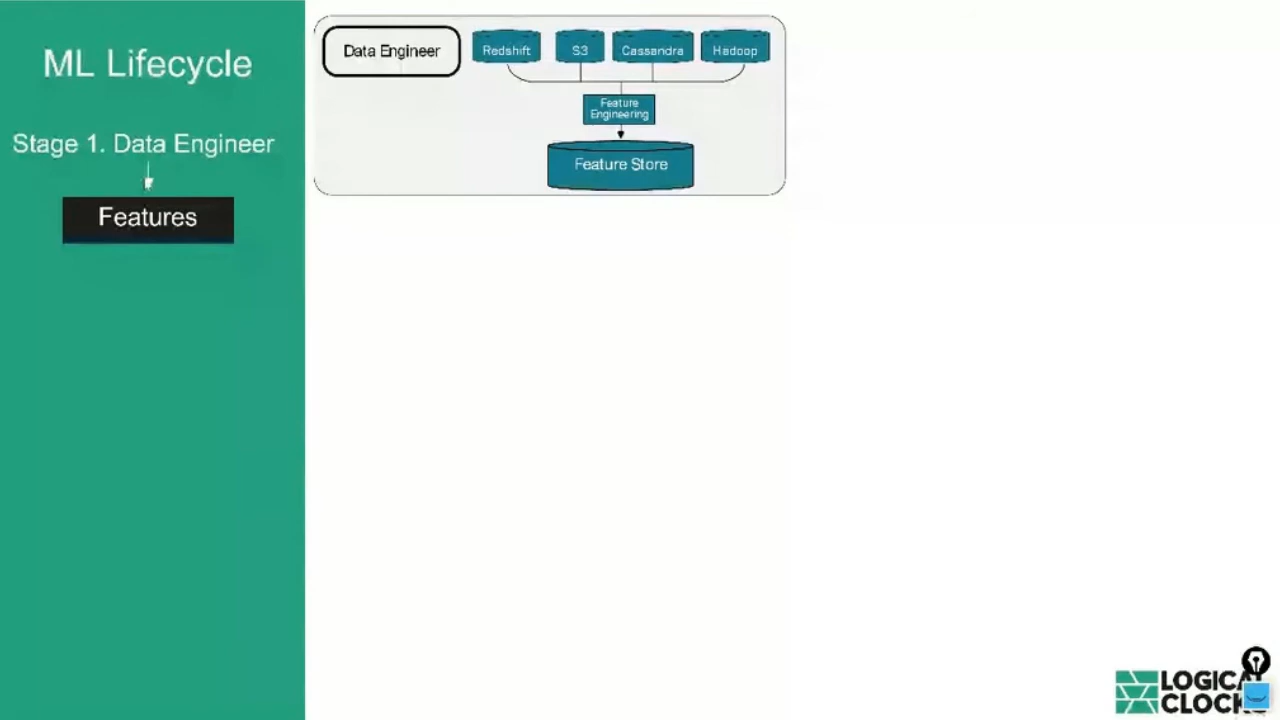 ML Lifecycle
Stage 1. Data Engineer
Features
Data Engineer
Redshift
S3
Cassandra
Hadoop
Feature
Engineering
Feature Store
LOGICAL
CLOCKS